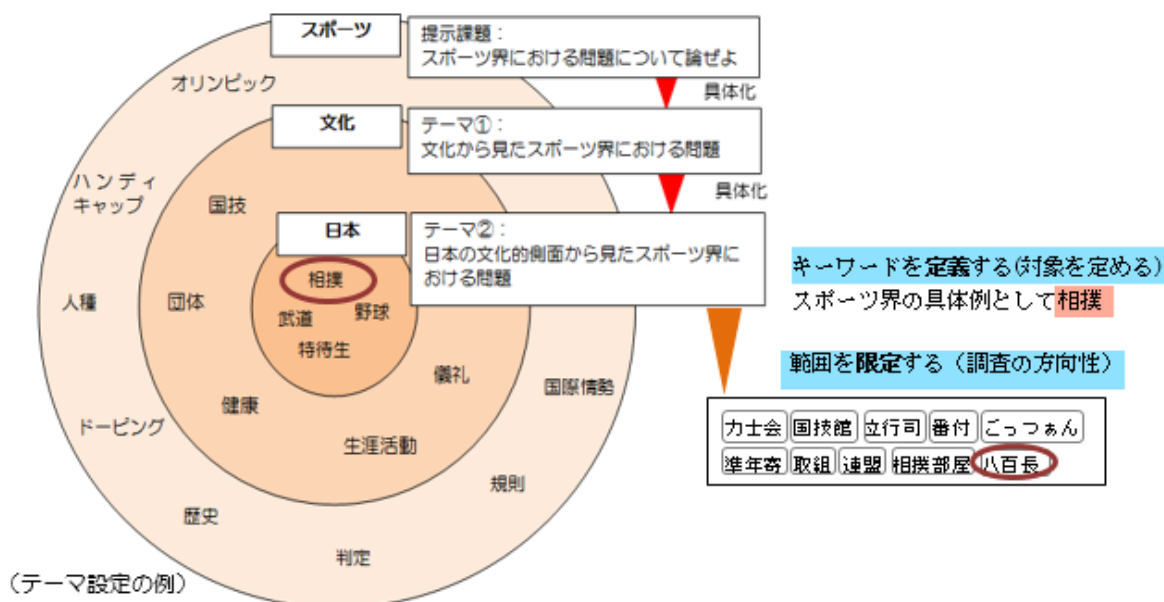 スポーツ
提示課題：
スポーツ界における問題について論ぜよ
具体化
オリンピック
文化
テーマ①：
文化から見たスポーツ界における問題
具体化
ハンディ
キャップ
国技
日本
テーマ②：
日本の文化的側面から見たスポーツ界に
おける問題
相撲
人種
団体
武道
野球
特待生
キーワードを定義する(対象を定める)
スポーツ界の具体例として相撲
範囲を限定する（調査の方向性）
儀礼
国際情勢
健康
ドーピング
生涯活動
力士会 国技館 立行司 番付 ごっつぁん
準年寄 取組 連盟 相撲部屋 八百長
規則
歴史
判定
（テーマ設定の例）